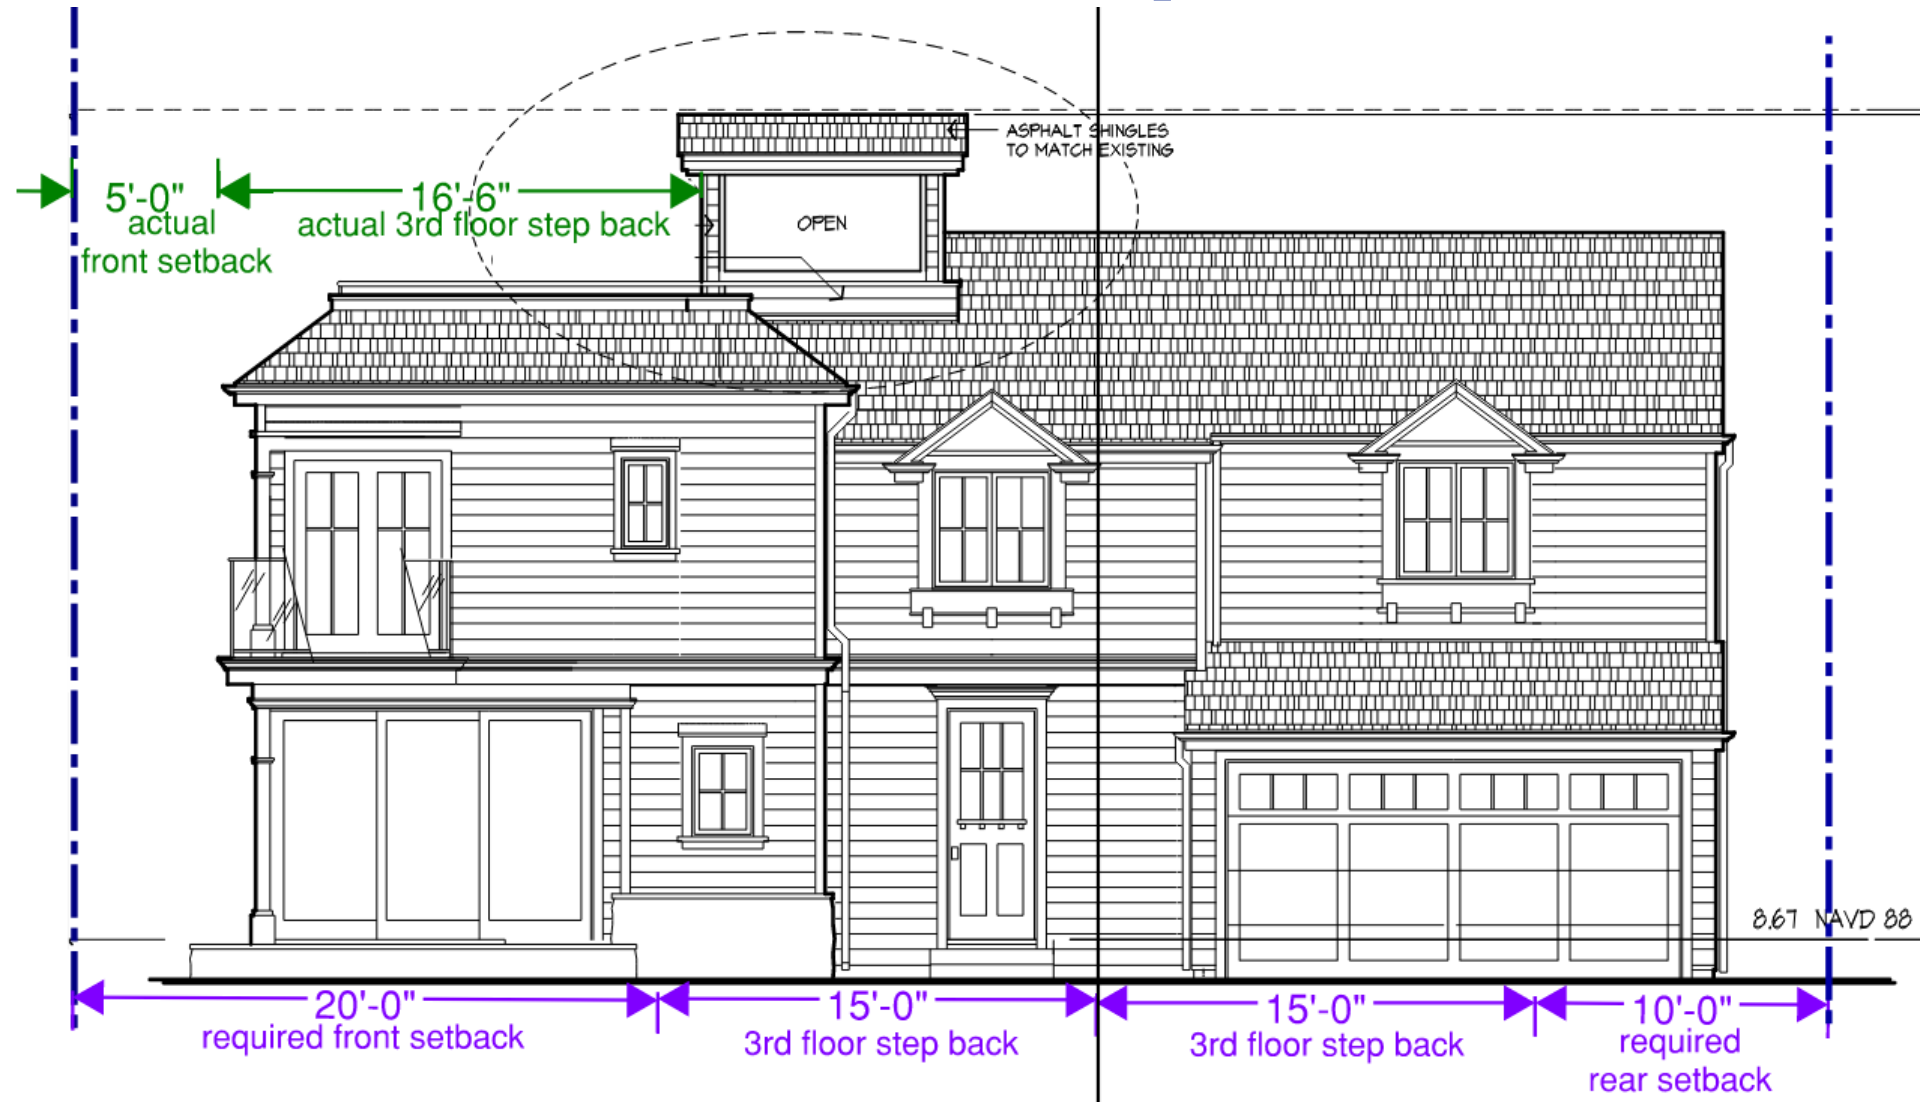 ASPHALT SHINGLES
TO MATCH EXISTING
5'-0"
actual
front setback
16'-6"
actual 3rd floor step back
OPEN
8.67 NAVD 88
20'-0"
required front setback
15'-0"
3rd floor step back
15'-0"
3rd floor step back
10'-0"
required
rear setback